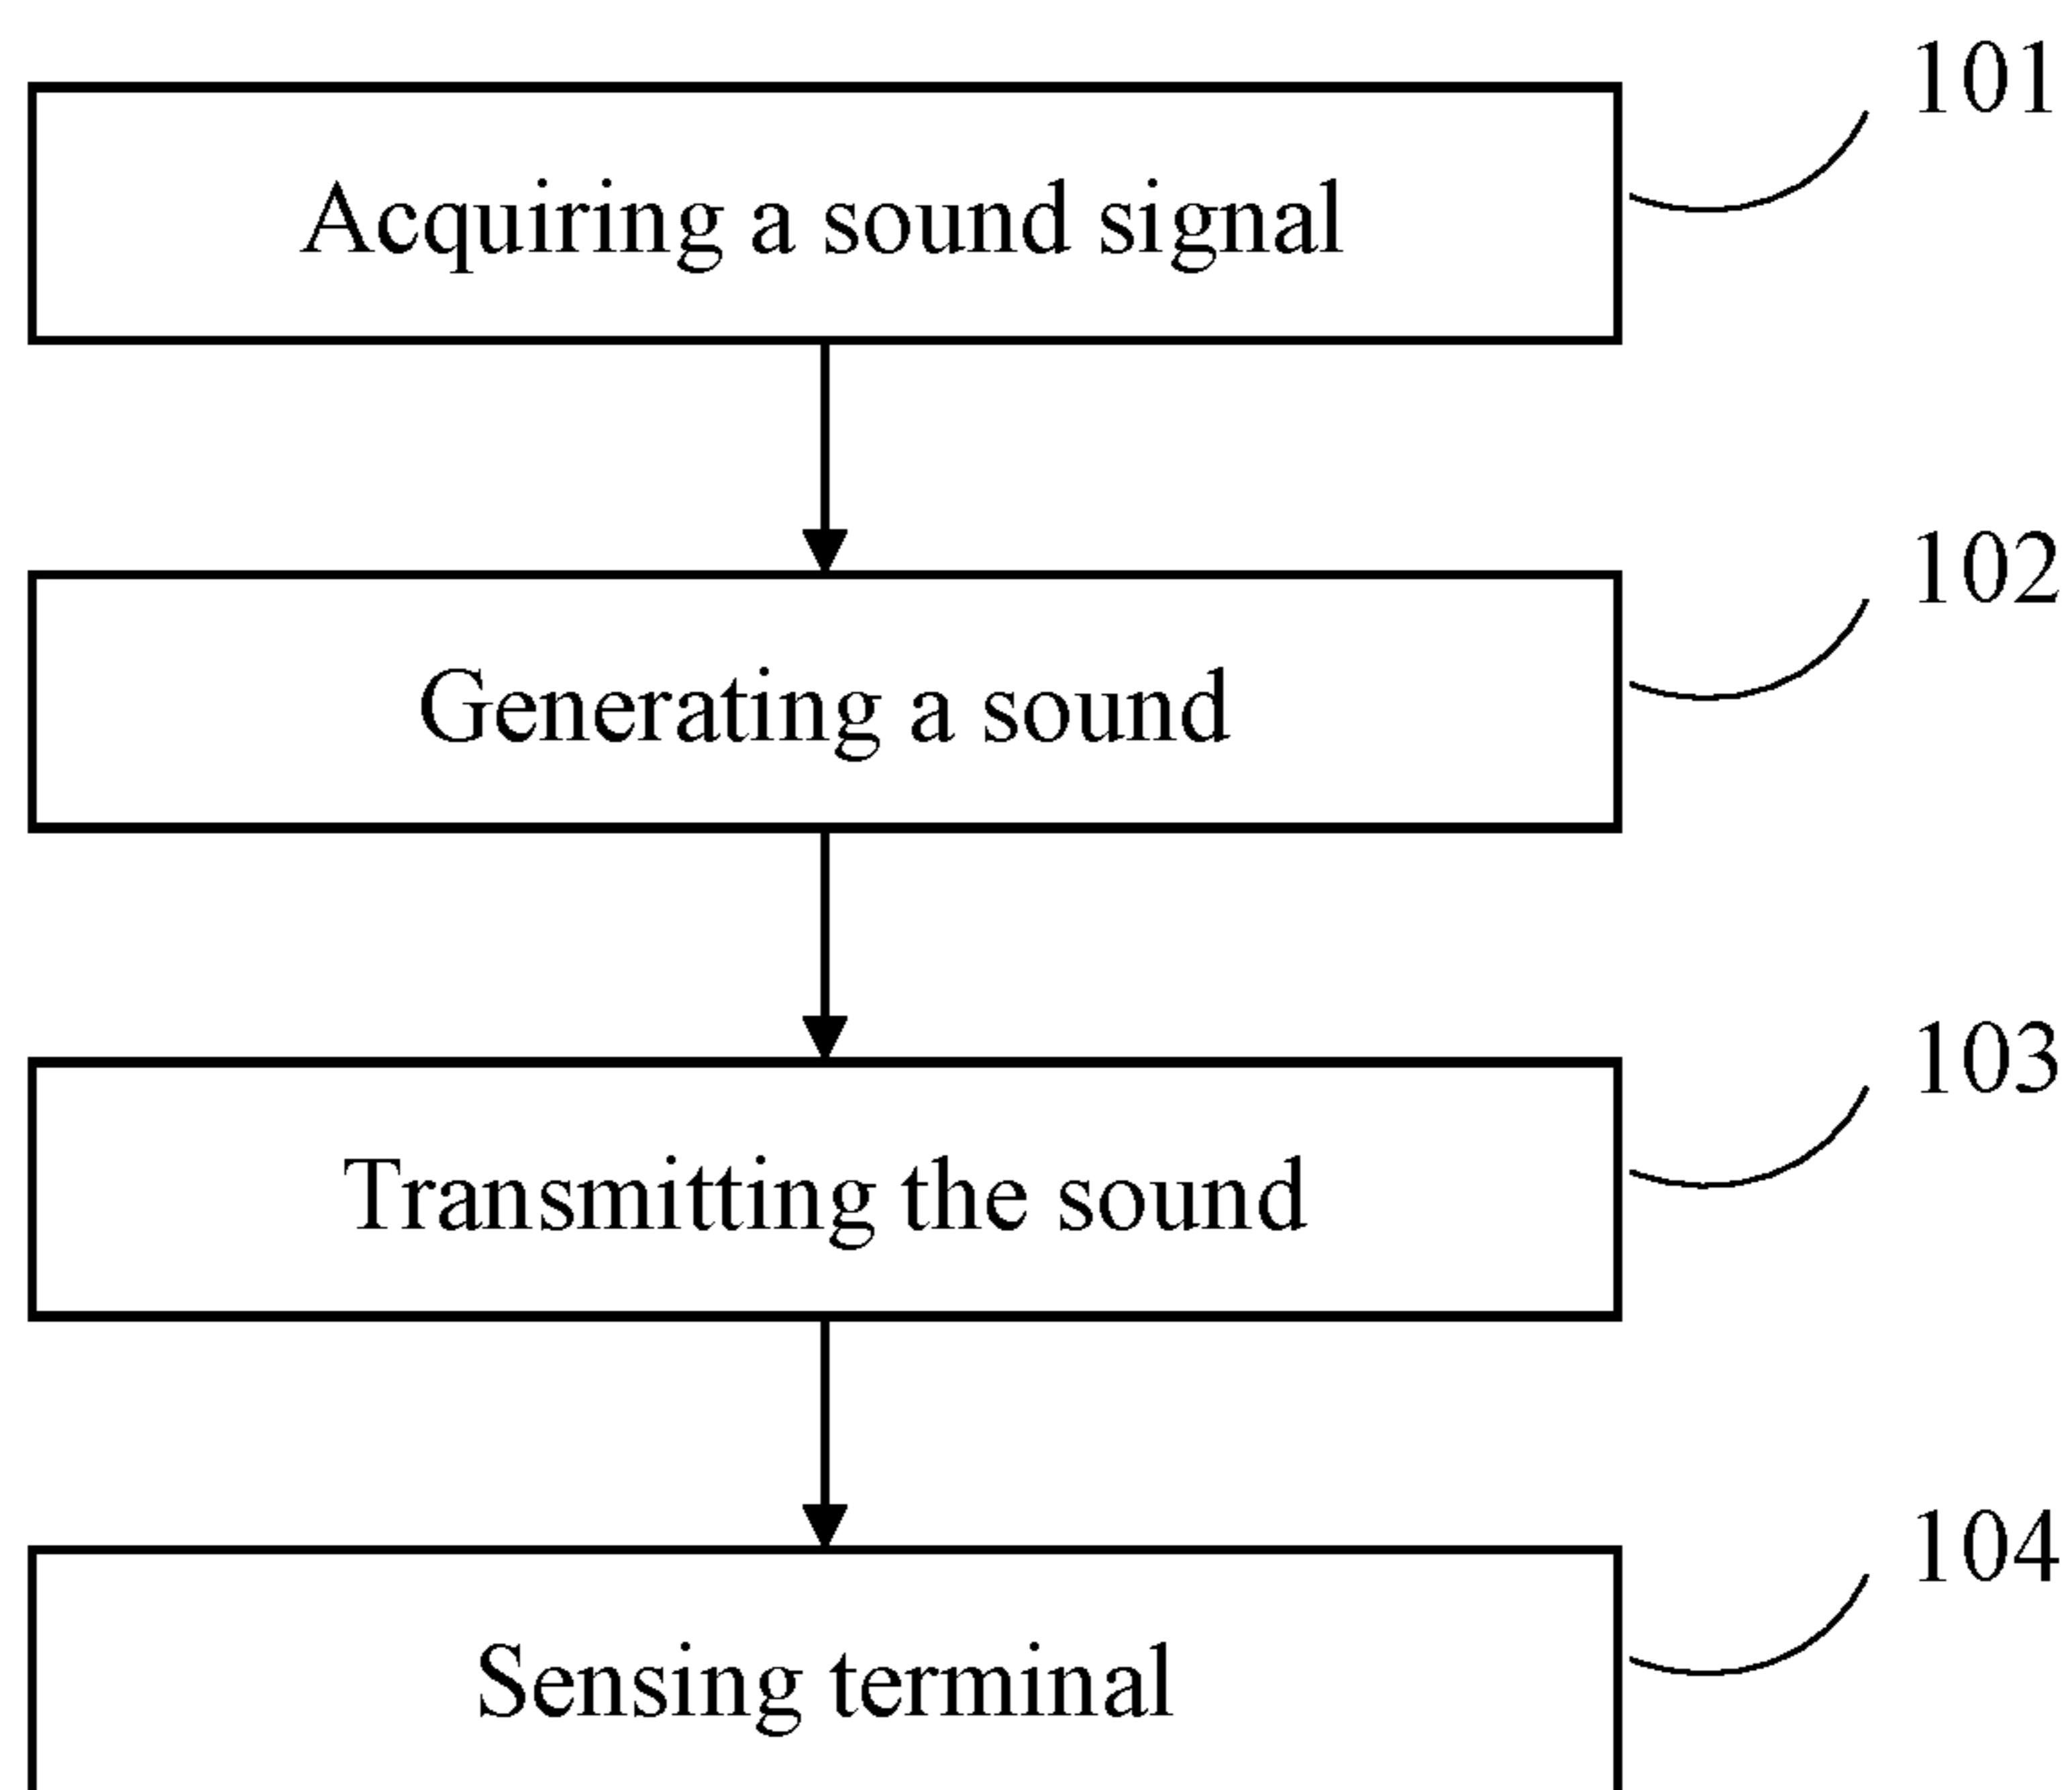 101
Acquiring a sound signal
102
Generating a sound
103
Transmitting the sound
104
Sensing terminal